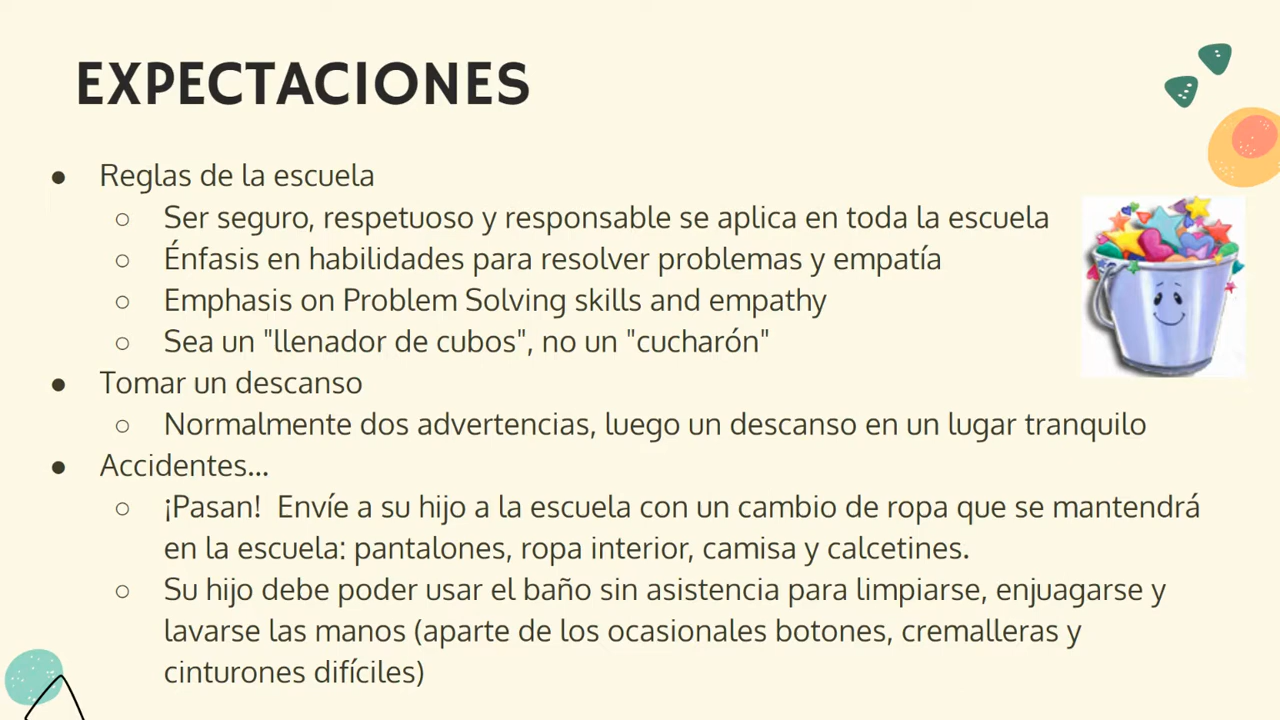 EXPECTACIONES
● Reglas de la escuela
○ Ser seguro, respetuoso y responsable se aplica en toda la escuela
○ Énfasis en habilidades para resolver problemas y empatía
○ Emphasis on Problem Solving skills and empathy
○ Sea un "llenador de cubos", no un "cucharón"
● Tomar un descanso
○ Normalmente dos advertencias, luego un descanso en un lugar tranquilo
● Accidentes...
○ ¡Pasan!  Envíe a su hijo a la escuela con un cambio de ropa que se mantendrá
en la escuela: pantalones, ropa interior, camisa y calcetines.
○ Su hijo debe poder usar el baño sin asistencia para limpiarse, enjuagarse y
lavarse las manos (aparte de los ocasionales botones, cremalleras y
cinturones difíciles)